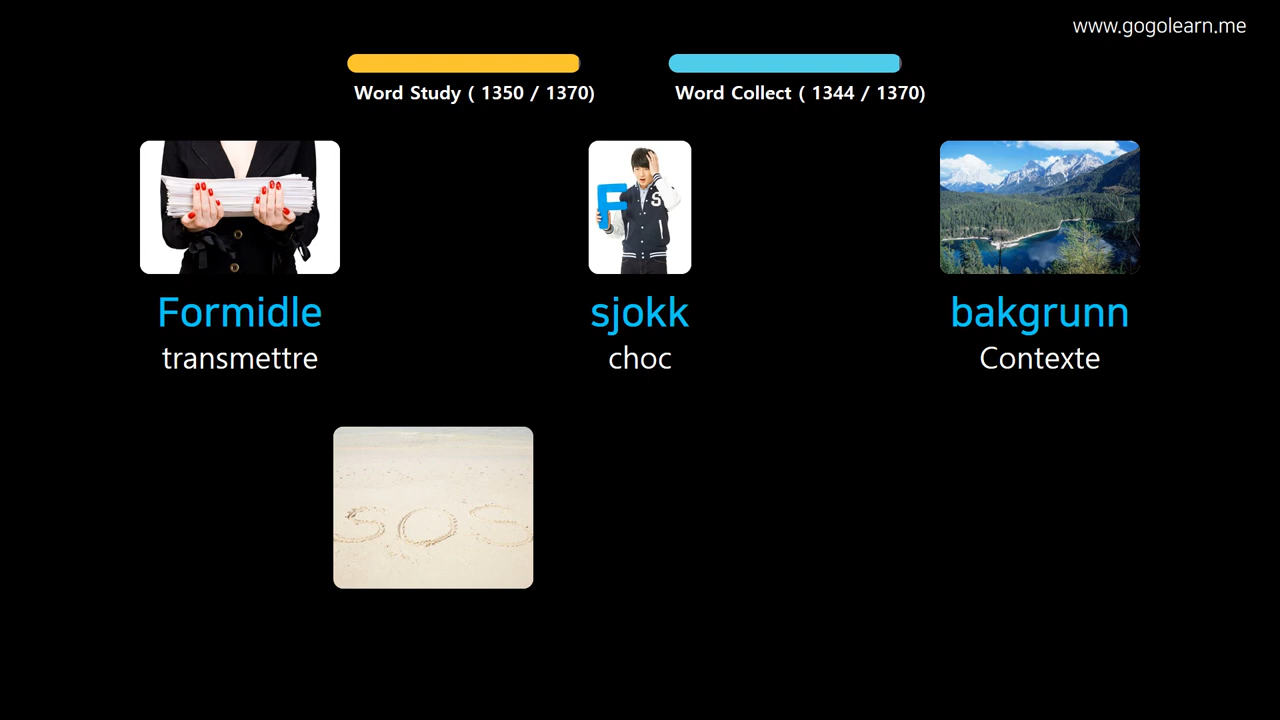 www.gogolearn.me
Word Study ( 1350 / 1370)
Word Collect ( 1344 / 1370)
F S
Formidle
sjokk
bakgrunn
transmettre
choc
Contexte
SOS